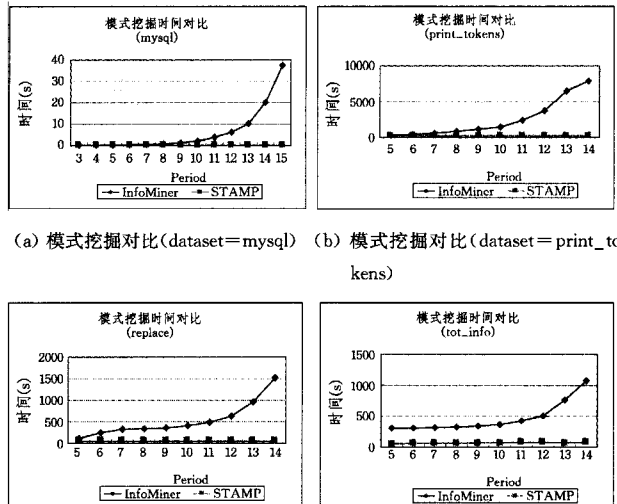 模式挖掘时间对比
(mysql)
时间(s)
40
30
20
10
0
3 4 5 6 7 8 9 10 11 12 13 14 15
Period
InfoMiner STAMP
模式挖掘时间对比
(print_tokens)
时间(s)
10000
5000
0
5 6 7 8 9 10 11 12 13 14
Period
InfoMiner STAMP
(a) 模式挖掘对比(dataset=mysql)
(b) 模式挖掘对比(dataset=print_to
kens)
模式挖掘时间对比
(replace)
时间(s)
2000
1500
1000
500
0
5 6 7 8 9 10 11 12 13 14
Period
InfoMiner STAMP
模式挖掘时间对比
(tot_info)
时间(s)
1500
1000
500
0
5 6 7 8 9 10 11 12 13 14
Period
InfoMiner STAMP